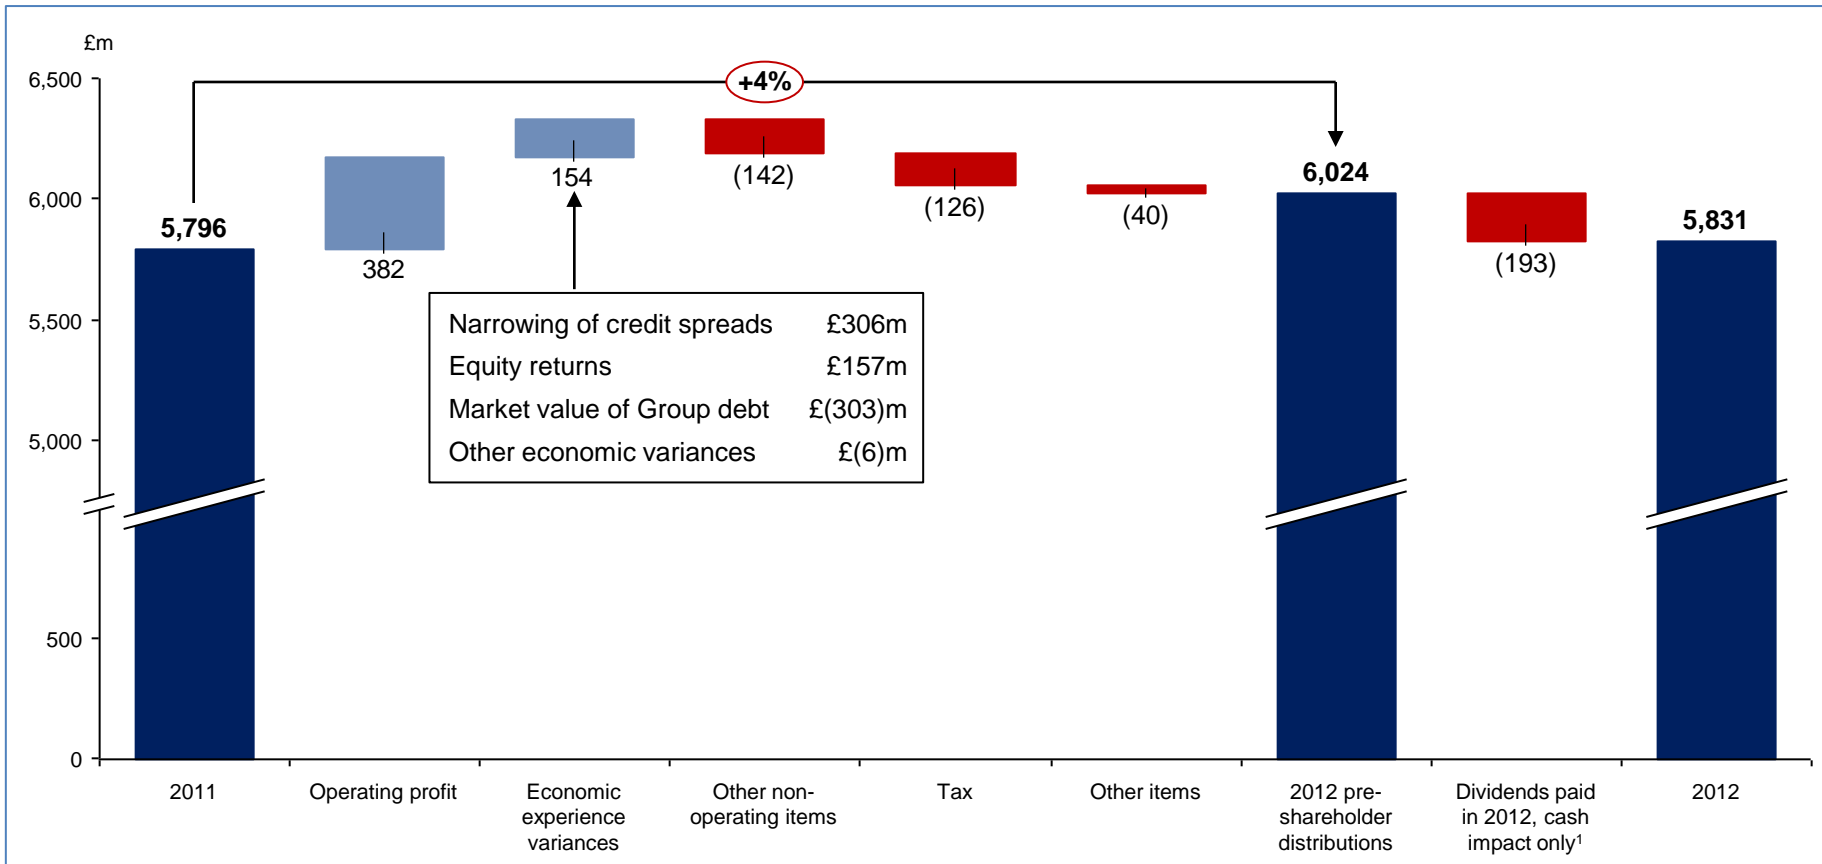 £m
6,500
6,000
5,500
5,000
500
0
+4%
5,796
382
154
(142)
(126)
(40)
6,024
(193)
5,831
Narrowing of credit spreads £306m
Equity returns £157m
Market value of Group debt £(303)m
Other economic variances £(6)m
2011
Operating profit
Economic
experience
variances
Other non-
operating items
Tax
Other items
2012 pre-
shareholder
distributions
Dividends paid
in 2012, cash
impact only¹
2012